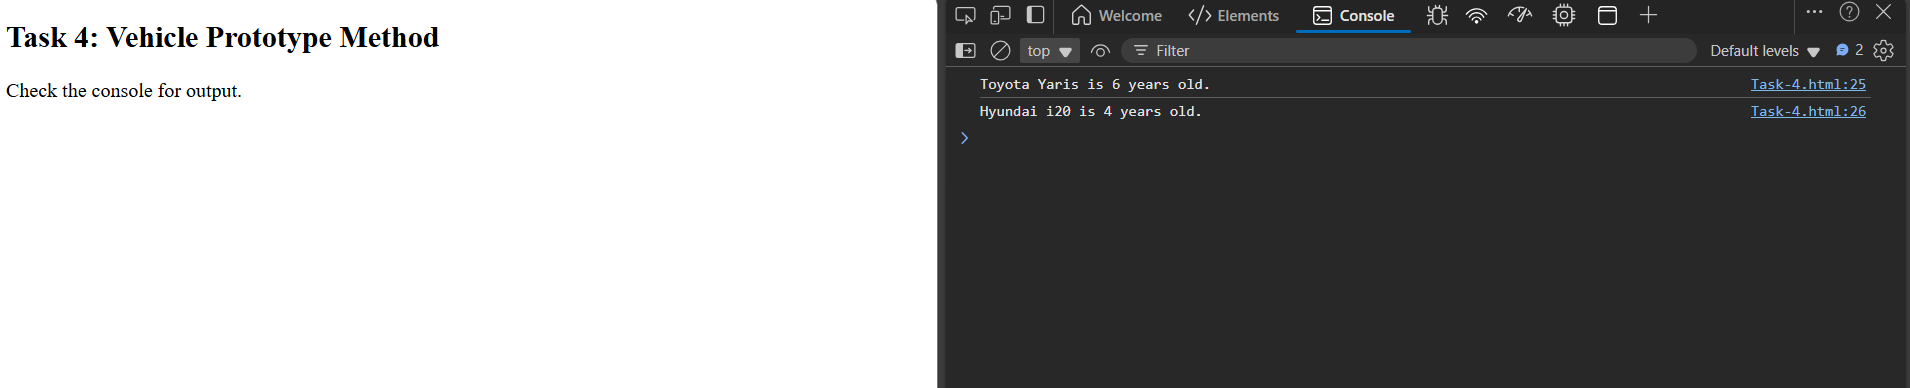 Task 4: Vehicle Prototype Method
Check the console for output.
Welcome Elements Console
top Filter Default levels 2
Toyota Yaris is 6 years old. Task-4.html:25
Hyundai i20 is 4 years old. Task-4.html:26